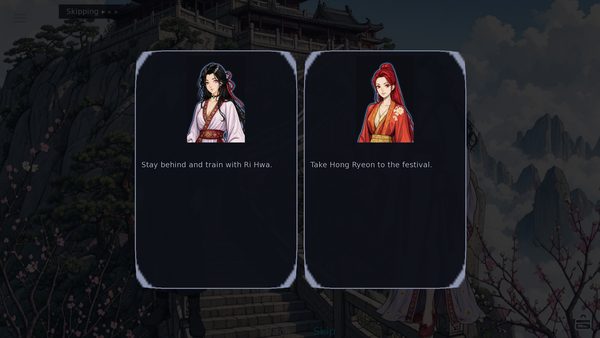 Skipping ▸ ▸ ▸
Stay behind and train with Ri Hwa.
Take Hong Ryeon to the festival.
Skip